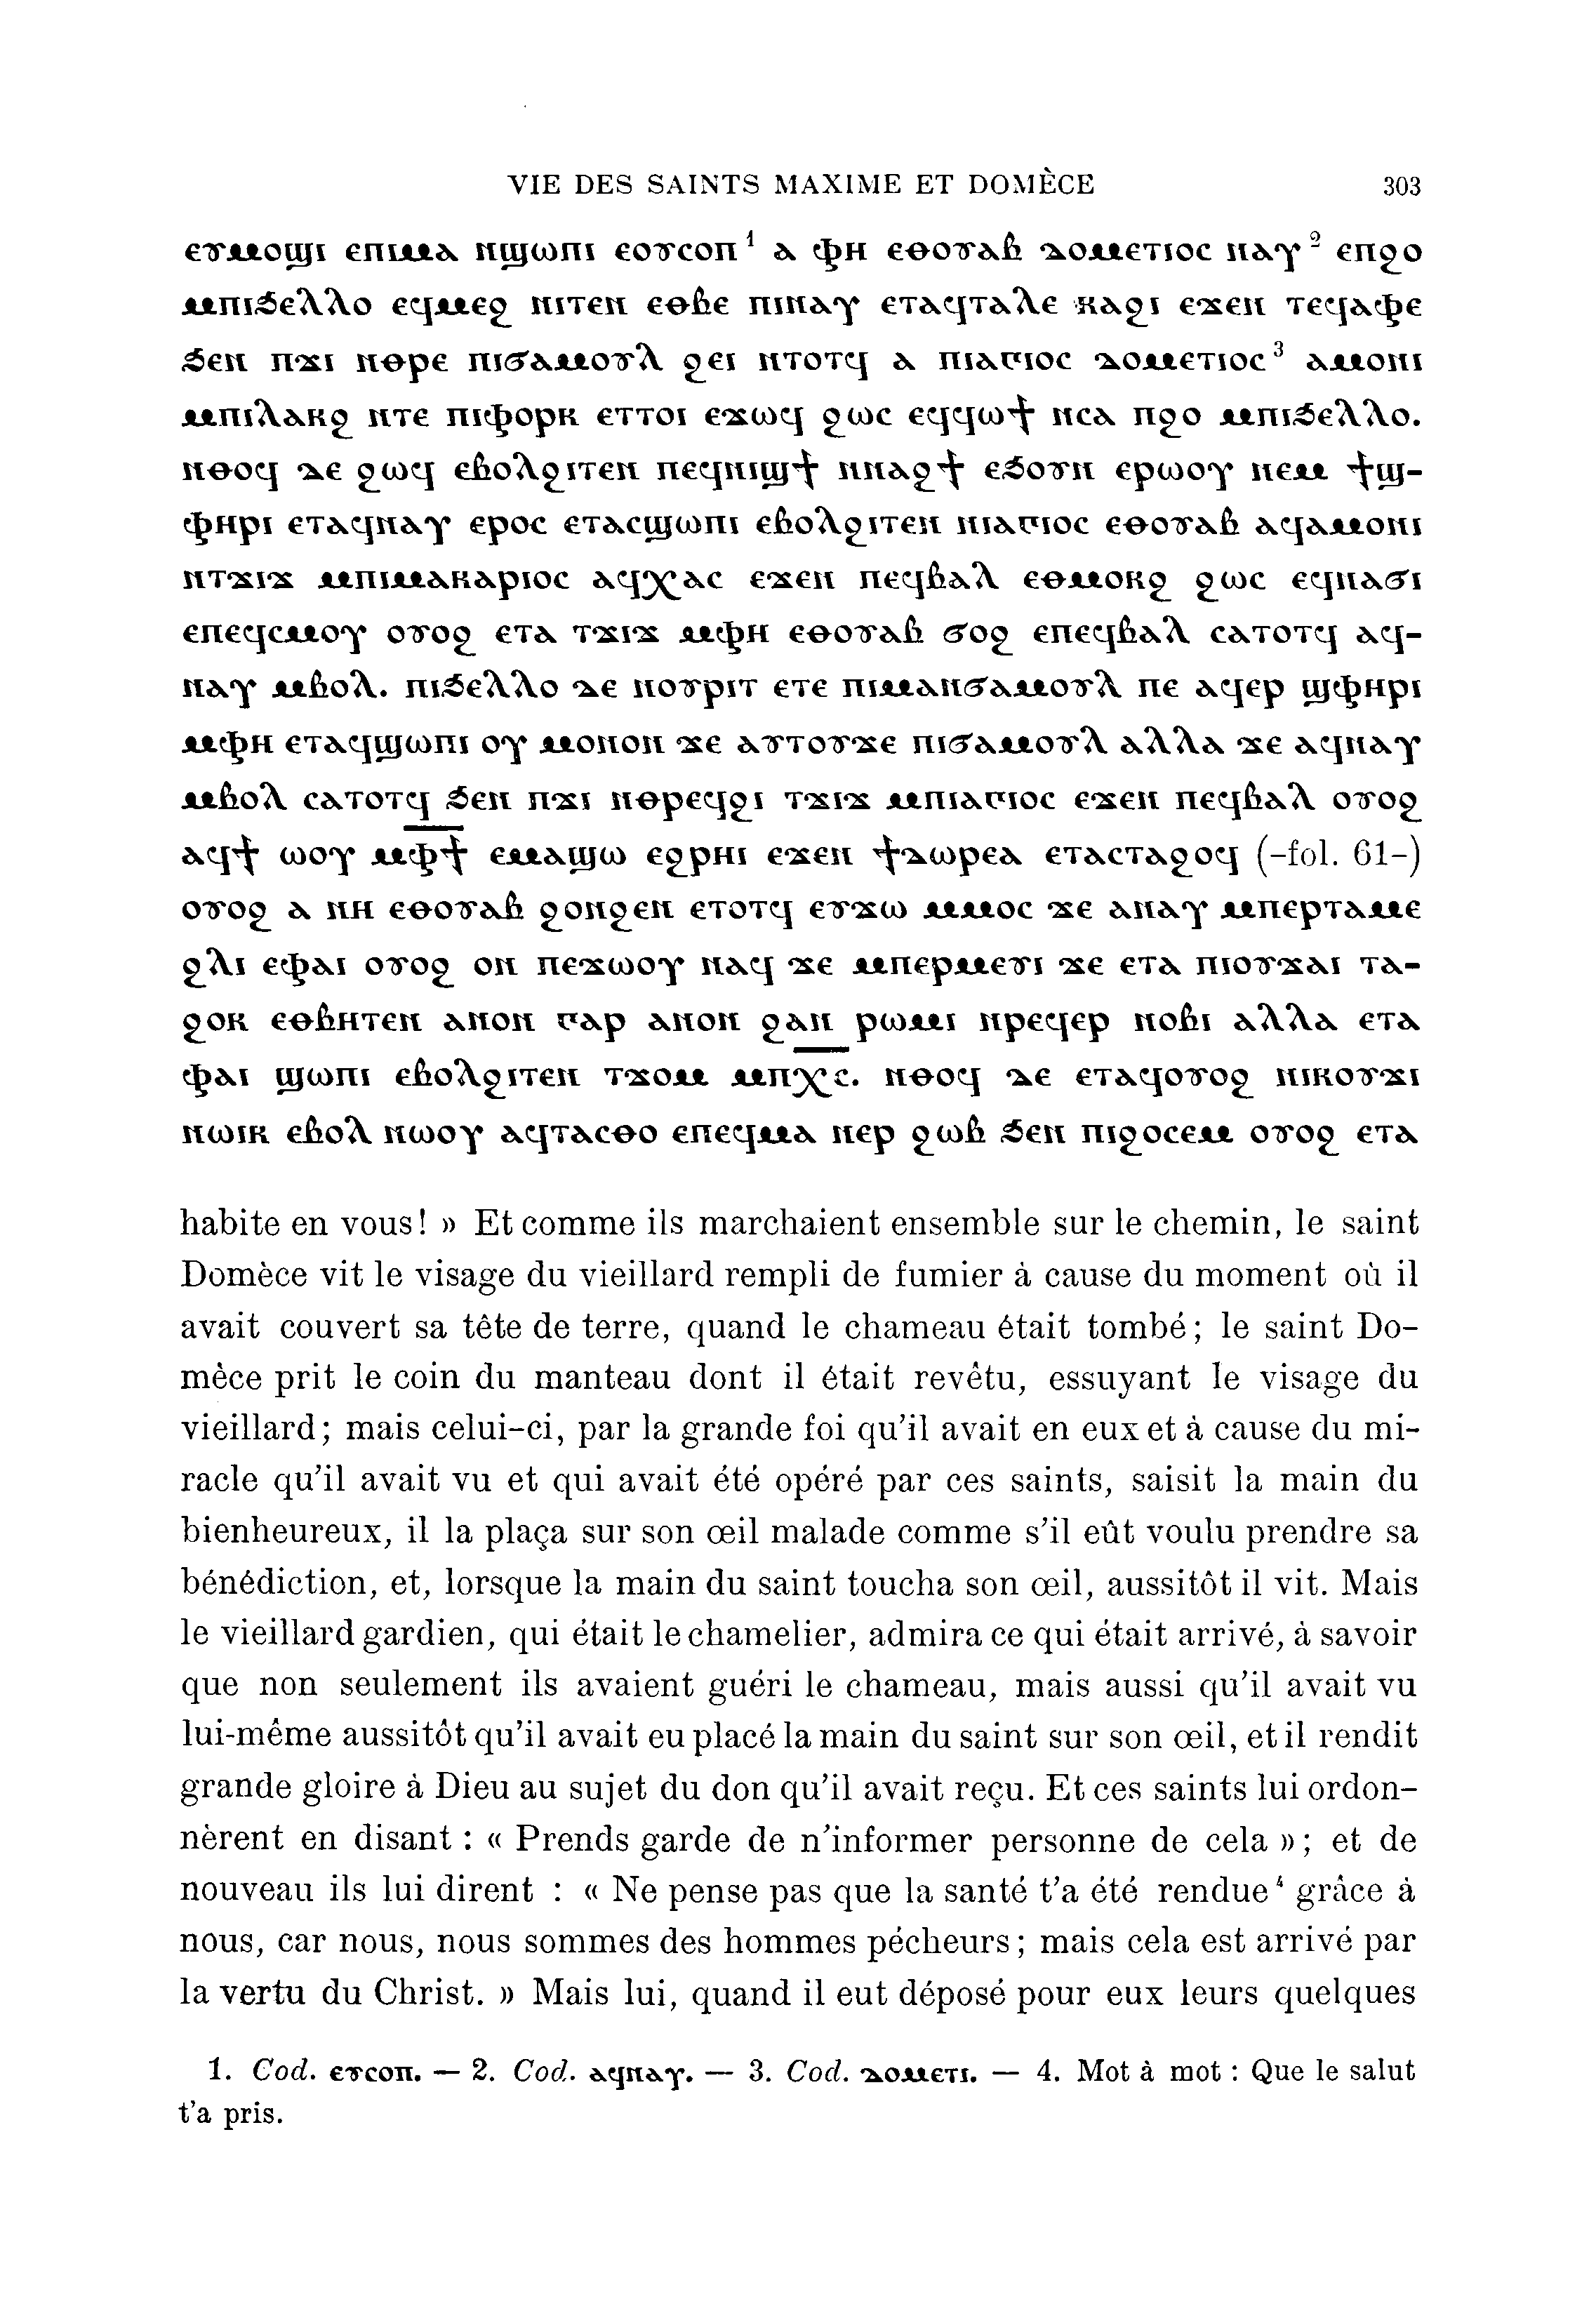 VIE DES SAINTS MAXIME ET DOMÈCE 303
ⲉⲩⲙⲟϣⲓ ⲉⲡⲓⲙⲁ ⲛϣⲱⲡⲓ ⲉⲟⲩⲥⲟⲡ¹ ⲁ ⲫⲏ ⲉⲑⲟⲩⲁⲃ ⲇⲟⲙⲉⲧⲓⲟⲥ ⲛⲁⲩ² ⲉⲡϩⲟ
ⲙⲡⲓϧⲉⲗⲗⲟ ⲉϥⲙⲉϩ ⲛⲓⲧⲉⲛ ⲉⲑⲃⲉ ⲡⲓⲛⲁⲩ ⲉⲧⲁϥⲧⲁⲗⲉ ⲕⲁϩⲓ ⲉϫⲉⲛ ⲧⲉϥⲁⲫⲉ
ϧⲉⲛ ⲡϫⲓ ⲛⲑⲣⲉ ⲡⲓϭⲁⲙⲟⲩⲗ ϩⲉⲓ ⲛⲧⲟⲧϥ ⲁ ⲡⲓⲁⲅⲓⲟⲥ ⲇⲟⲙⲉⲧⲓⲟⲥ³ ⲁⲙⲟⲛⲓ
ⲙⲡⲓⲗⲁⲕϩ ⲛⲧⲉ ⲡⲓⲫⲟⲣⲕ ⲉⲧⲧⲟⲓ ⲉϫⲱϥ ϩⲱⲥ ⲉϥϥⲱϯ ⲛⲥⲁ ⲡϩⲟ ⲙⲡⲓϧⲉⲗⲗⲟ.
ⲛⲑⲟϥ ⲇⲉ ϩⲱϥ ⲉⲃⲟⲗϩⲓⲧⲉⲛ ⲡⲉϥⲛⲓϣϯ ⲛⲛⲁϩϯ ⲉϧⲟⲩⲛ ⲉⲣⲱⲟⲩ ⲛⲉⲙ ϯϣ-
ⲫⲏⲣⲓ ⲉⲧⲁϥⲛⲁⲩ ⲉⲣⲟⲥ ⲉⲧⲁⲥϣⲱⲡⲓ ⲉⲃⲟⲗϩⲓⲧⲉⲛ ⲛⲓⲁⲅⲓⲟⲥ ⲉⲑⲟⲩⲁⲃ ⲁϥⲁⲙⲟⲛⲓ
ⲛⲧϫⲓϫ ⲙⲡⲓⲙⲁⲕⲁⲣⲓⲟⲥ ⲁϥⲭⲁⲥ ⲉϫⲉⲛ ⲡⲉϥⲃⲁⲗ ⲉⲑⲙⲟⲕϩ ϩⲱⲥ ⲉϥⲛⲁϭⲓ
ⲉⲡⲉϥⲥⲙⲟⲩ ⲟⲩⲟϩ ⲉⲧⲁ ⲧϫⲓϫ ⲙⲫⲏ ⲉⲑⲟⲩⲁⲃ ϭⲟϩ ⲉⲡⲉϥⲃⲁⲗ ⲥⲁⲧⲟⲧϥ ⲁϥ-
ⲛⲁⲩ ⲙⲃⲟⲗ. ⲡⲓϧⲉⲗⲗⲟ ⲇⲉ ⲛⲟⲩⲣⲓⲧ ⲉⲧⲉ ⲡⲓⲙⲁⲛϭⲁⲙⲟⲩⲗ ⲡⲉ ⲁϥⲉⲣ ϣⲫⲏⲣⲓ
ⲙⲫⲏ ⲉⲧⲁϥϣⲱⲡⲓ ⲟⲩ ⲙⲟⲛⲟⲛ ϫⲉ ⲁⲩⲧⲟⲩϫⲉ ⲡⲓϭⲁⲙⲟⲩⲗ ⲁⲗⲗⲁ ϫⲉ ⲁϥⲛⲁⲩ
ⲙⲃⲟⲗ ⲥⲁⲧⲟⲧϥ ϧⲉⲛ ⲡϫⲓ ⲛⲑⲣⲉϥϩⲓ ⲧϫⲓϫ ⲙⲡⲓⲁⲅⲓⲟⲥ ⲉϫⲉⲛ ⲡⲉϥⲃⲁⲗ ⲟⲩⲟϩ
ⲁϥϯ ⲱⲟⲩ ⲙⲫ̅ϯ̅ ⲉⲙⲁϣⲱ ⲉϩⲣⲏⲓ ⲉϫⲉⲛ ϯⲇⲱⲣⲉⲁ ⲉⲧⲁⲥⲧⲁϩⲟϥ (-fol. 61-)
ⲟⲩⲟϩ ⲁ ⲛⲏ ⲉⲑⲟⲩⲁⲃ ϩⲟⲛϩⲉⲛ ⲉⲧⲟⲧϥ ⲉⲩϫⲱ ⲙⲙⲟⲥ ϫⲉ ⲁⲛⲁⲩ ⲙⲡⲉⲣⲧⲁⲙⲉ
ϩⲗⲓ ⲉⲫⲁⲓ ⲟⲩⲟϩ ⲟⲛ ⲡⲉϫⲱⲟⲩ ⲛⲁϥ ϫⲉ ⲙⲡⲉⲣⲙⲉⲩⲓ ϫⲉ ⲉⲧⲁ ⲡⲓⲟⲩϫⲁⲓ ⲧⲁ-
ϩⲟⲕ ⲉⲑⲃⲏⲧⲉⲛ ⲁⲛⲟⲛ ⲅⲁⲣ ⲁⲛⲟⲛ ϩⲁⲛ ⲣⲱⲙⲓ ⲛⲣⲉϥⲉⲣ ⲛⲟⲃⲓ ⲁⲗⲗⲁ ⲉⲧⲁ
ⲫⲁⲓ ϣⲱⲡⲓ ⲉⲃⲟⲗϩⲓⲧⲉⲛ ⲧϫⲟⲙ ⲙⲡⲭ̅ⲥ̅. ⲛⲑⲟϥ ⲇⲉ ⲉⲧⲁϥⲟⲩⲟϩ ⲛⲓⲕⲟⲩϫⲓ
ⲛⲱⲓⲕ ⲉⲃⲟⲗ ⲛⲱⲟⲩ ⲁϥⲧⲁⲥⲑⲟ ⲉⲡⲉϥⲙⲁ ⲛⲉⲣ ϩⲱⲃ ϧⲉⲛ ⲡⲓϩⲟⲥⲉⲙ ⲟⲩⲟϩ ⲉⲧⲁ
habite en vous! » Et comme ils marchaient ensemble sur le chemin, le saint
Domèce vit le visage du vieillard rempli de fumier à cause du moment où il
avait couvert sa tête de terre, quand le chameau était tombé; le saint Do-
mèce prit le coin du manteau dont il était revêtu, essuyant le visage du
vieillard; mais celui-ci, par la grande foi qu'il avait en eux et à cause du mi-
racle qu'il avait vu et qui avait été opéré par ces saints, saisit la main du
bienheureux, il la plaça sur son œil malade comme s'il eût voulu prendre sa
bénédiction, et, lorsque la main du saint toucha son œil, aussitôt il vit. Mais
le vieillard gardien, qui était le chamelier, admira ce qui était arrivé, à savoir
que non seulement ils avaient guéri le chameau, mais aussi qu'il avait vu
lui-même aussitôt qu'il avait eu placé la main du saint sur son œil, et il rendit
grande gloire à Dieu au sujet du don qu'il avait reçu. Et ces saints lui ordon-
nèrent en disant : « Prends garde de n'informer personne de cela »; et de
nouveau ils lui dirent : « Ne pense pas que la santé t'a été rendue⁴ grâce à
nous, car nous, nous sommes des hommes pécheurs; mais cela est arrivé par
la vertu du Christ. » Mais lui, quand il eut déposé pour eux leurs quelques
1. Cod. ⲉⲩⲥⲟⲡ. — 2. Cod. ⲁϥⲛⲁⲩ. — 3. Cod. ⲇⲟⲙⲉⲧⲓ. — 4. Mot à mot : Que le salut
t'a pris.